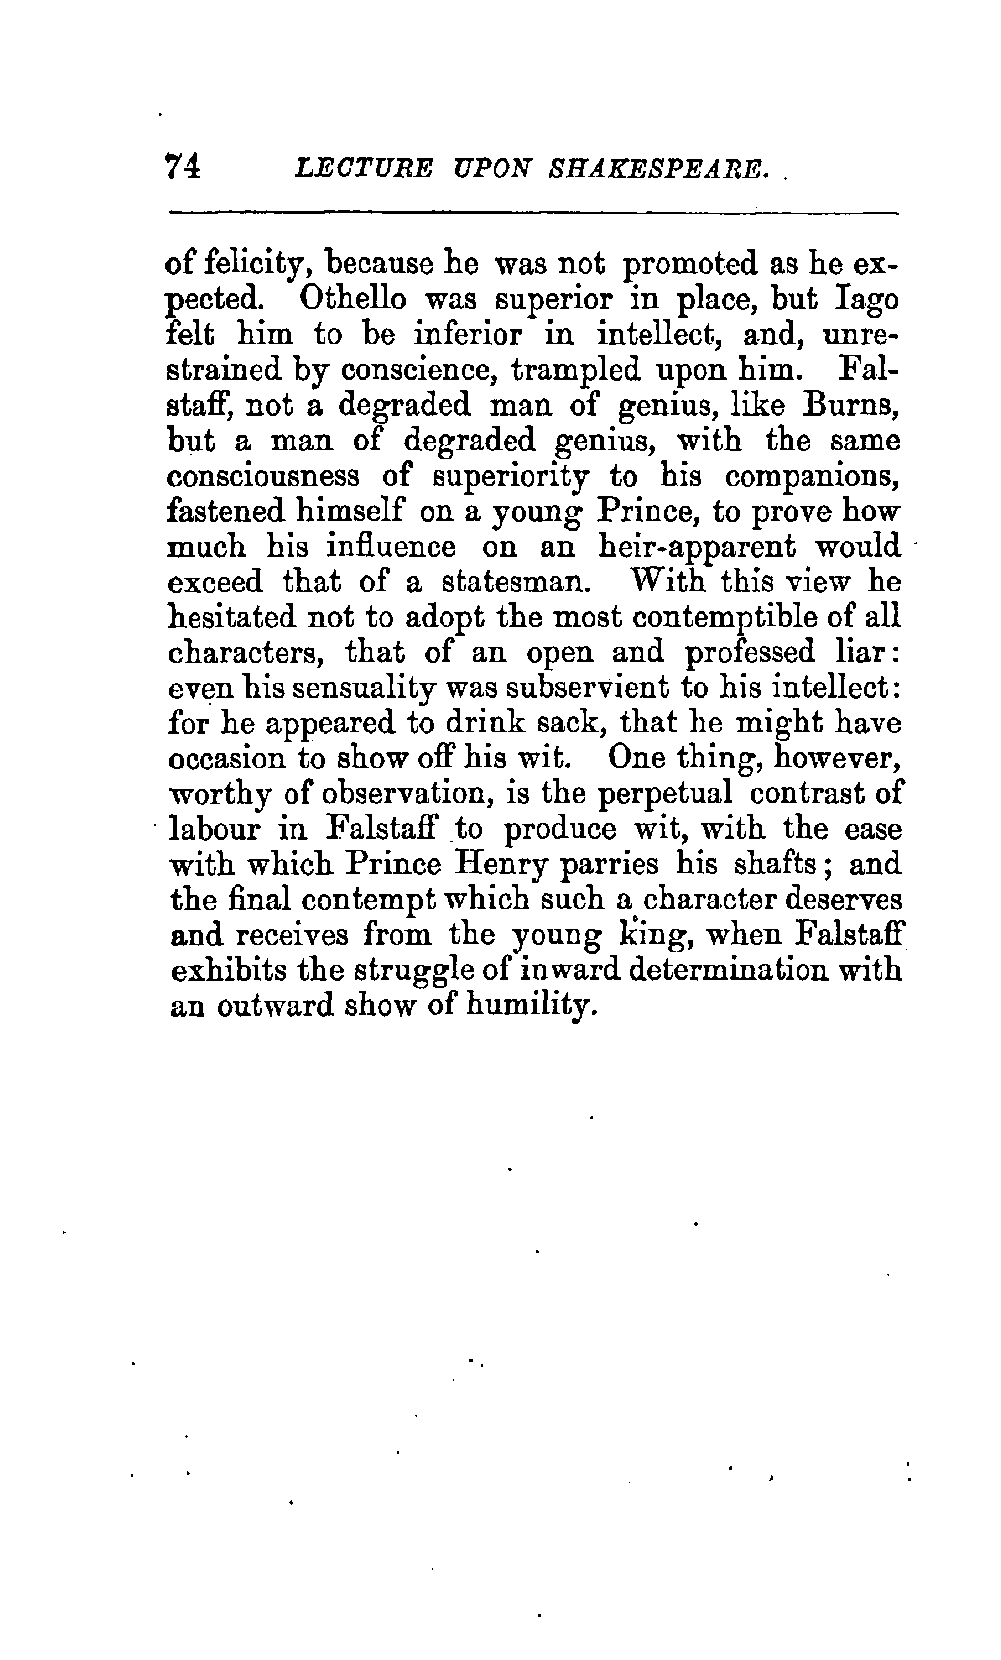 74 LECTURE UPON SHAKESPEARE.
of felicity, because he was not promoted as he ex-
pected. Othello was superior in place, but Iago
felt him to be inferior in intellect, and, unre-
strained by conscience, trampled upon him. Fal-
staff, not a degraded man of genius, like Burns,
but a man of degraded genius, with the same
consciousness of superiority to his companions,
fastened himself on a young Prince, to prove how
much his influence on an heir-apparent would
exceed that of a statesman. With this view he
hesitated not to adopt the most contemptible of all
characters, that of an open and professed liar:
even his sensuality was subservient to his intellect:
for he appeared to drink sack, that he might have
occasion to show off his wit. One thing, however,
worthy of observation, is the perpetual contrast of
labour in Falstaff to produce wit, with the ease
with which Prince Henry parries his shafts; and
the final contempt which such a character deserves
and receives from the young king, when Falstaff
exhibits the struggle of inward determination with
an outward show of humility.